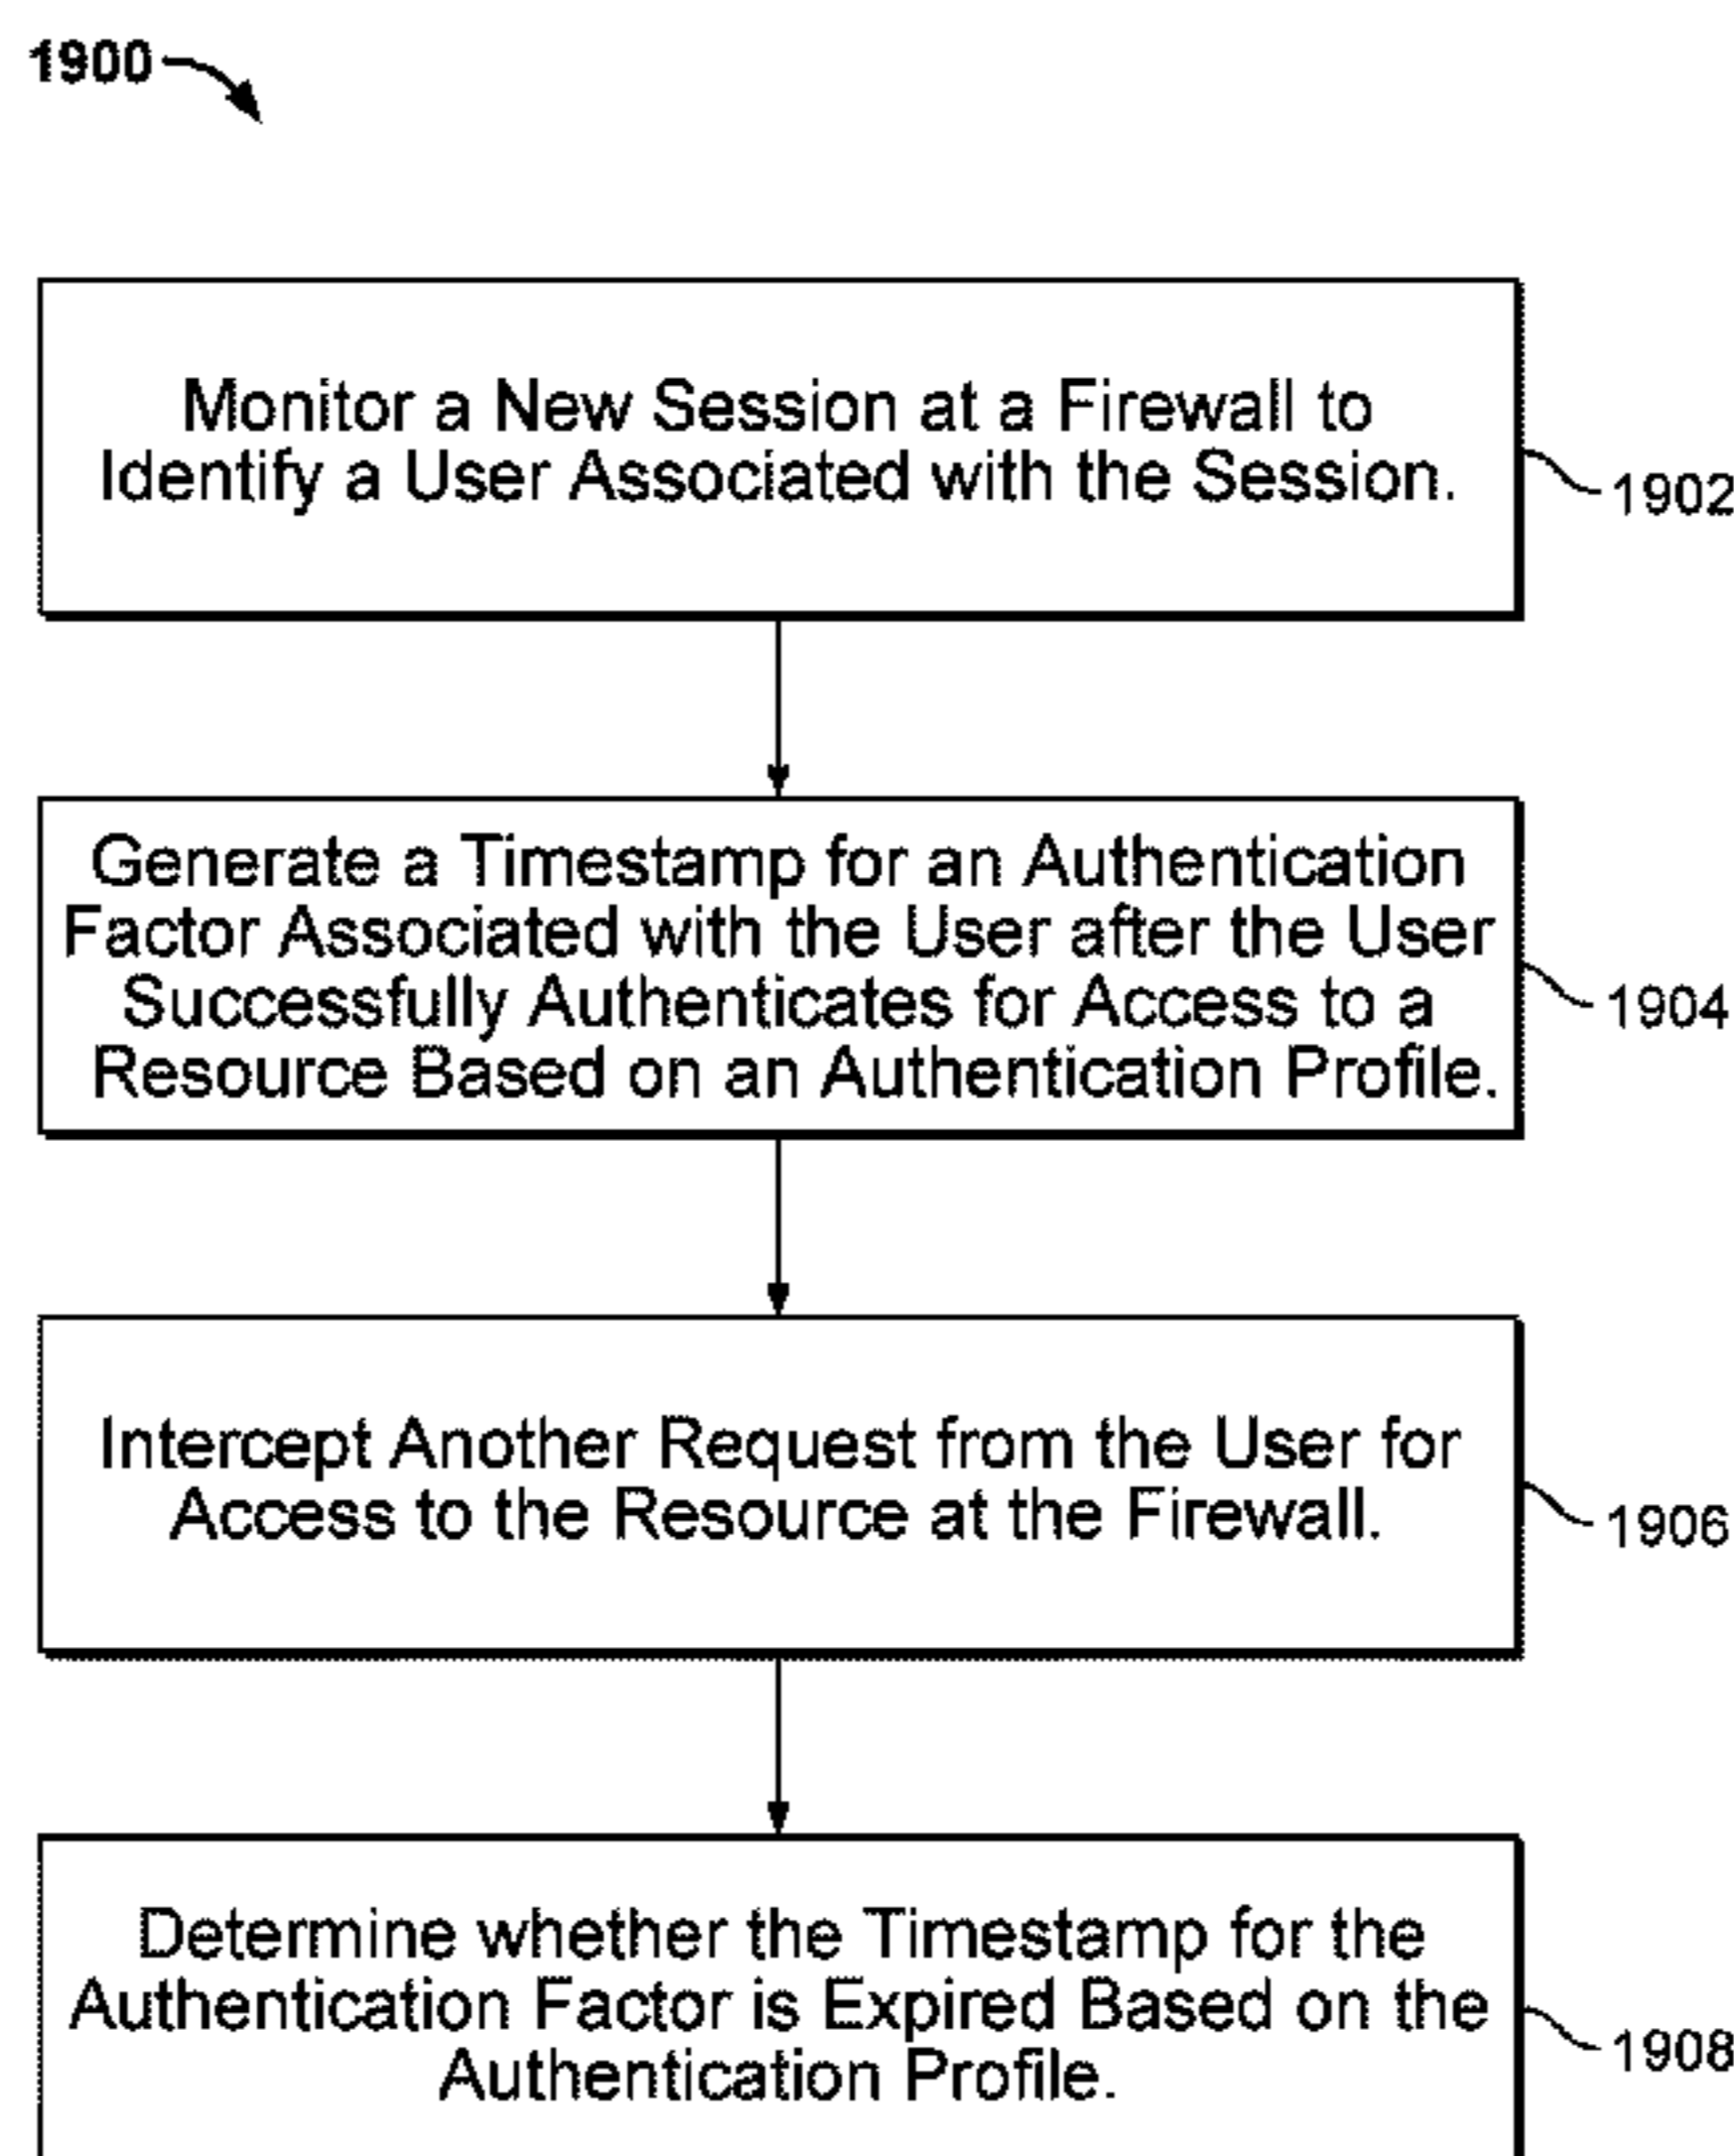 1900
Monitor a New Session at a Firewall to
Identify a User Associated with the Session.
1902
Generate a Timestamp for an Authentication
Factor Associated with the User after the User
Successfully Authenticates for Access to a
Resource Based on an Authentication Profile.
1904
Intercept Another Request from the User for
Access to the Resource at the Firewall.
1906
Determine whether the Timestamp for the
Authentication Factor is Expired Based on the
Authentication Profile.
1908